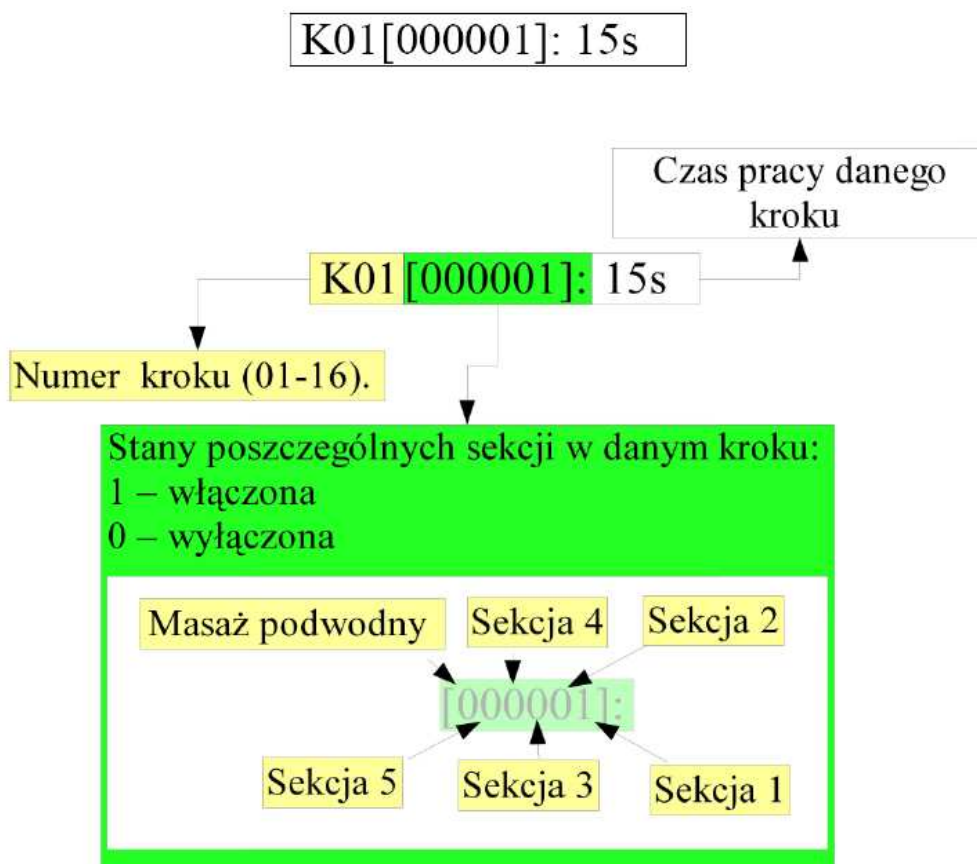 K01[000001]: 15s
Czas pracy danego
kroku
K01[000001]: 15s
Numer kroku (01-16).
Stany poszczególnych sekcji w danym kroku:
1 – włączona
0 – wyłączona
Masaż podwodny
Sekcja 4
Sekcja 2
[000001]:
Sekcja 5
Sekcja 3
Sekcja 1